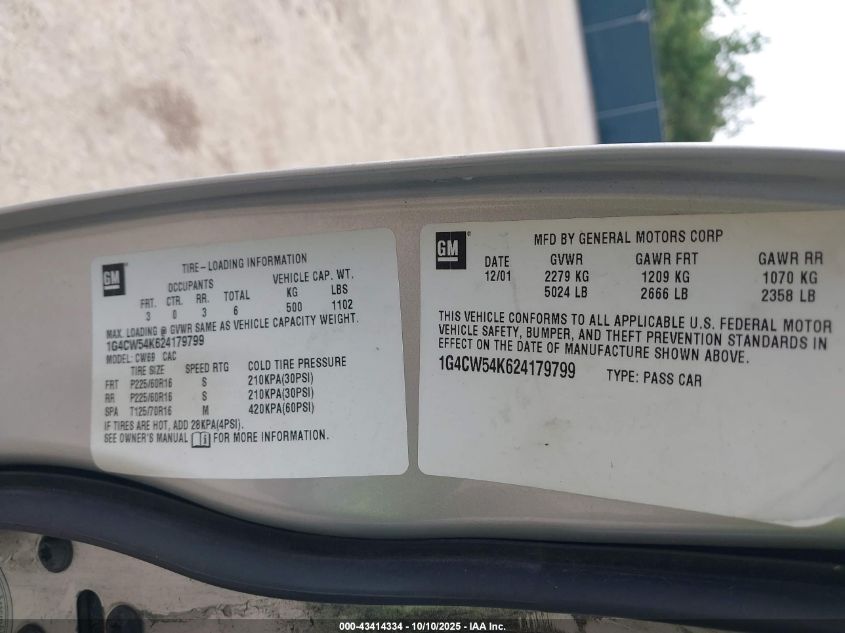 GM
TIRE-LOADING INFORMATION
OCCUPANTS VEHICLE CAP. WT.
FRT. CTR. RR. TOTAL KG LBS
3 0 3 6 500 1102
MAX. LOADING @ GVWR SAME AS VEHICLE CAPACITY WEIGHT.
1G4CW54K624179799
MODEL: CW69 CAC
TIRE SIZE SPEED RTG COLD TIRE PRESSURE
FRT P225/60R16 S 210KPA(30PSI)
RR P225/60R16 S 210KPA(30PSI)
SPA T125/70R16 M 420KPA(60PSI)
IF TIRES ARE HOT, ADD 28KPA(4PSI).
SEE OWNER'S MANUAL FOR MORE INFORMATION.
GM
MFD BY GENERAL MOTORS CORP
DATE GVWR GAWR FRT GAWR RR
12/01 2279 KG 1209 KG 1070 KG
5024 LB 2666 LB 2358 LB
THIS VEHICLE CONFORMS TO ALL APPLICABLE U.S. FEDERAL MOTOR
VEHICLE SAFETY, BUMPER, AND THEFT PREVENTION STANDARDS IN
EFFECT ON THE DATE OF MANUFACTURE SHOWN ABOVE.
1G4CW54K624179799 TYPE: PASS CAR
000-43414334 - 10/10/2025 - IAA Inc.